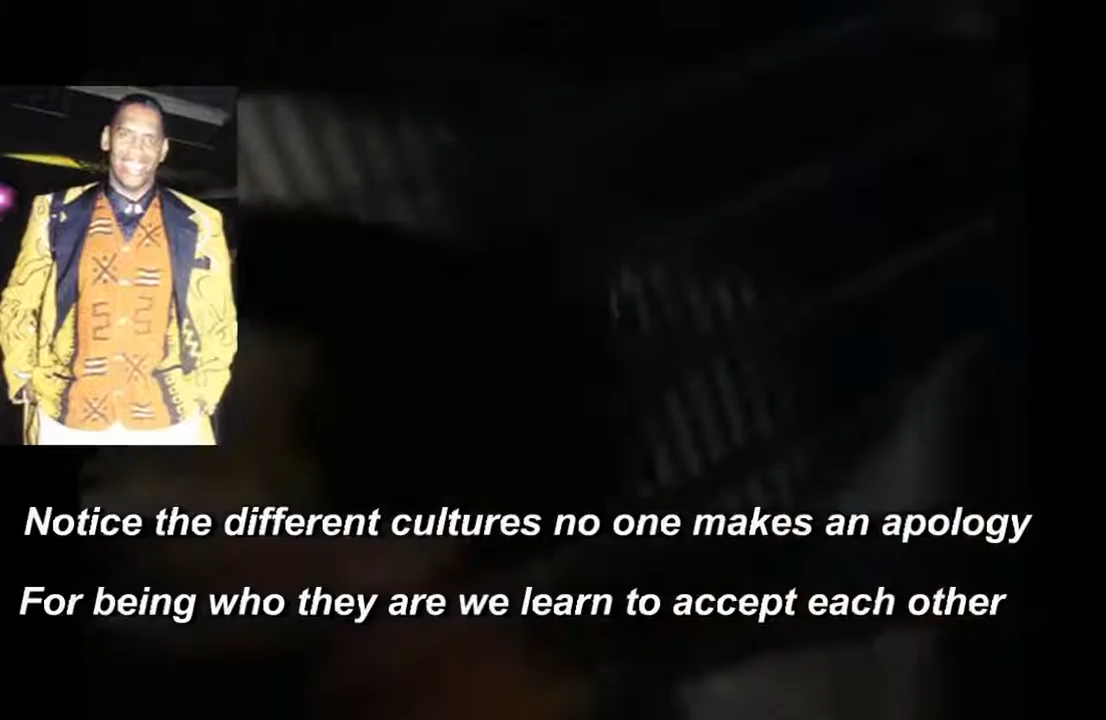 Notice the different cultures no one makes an apology
For being who they are we learn to accept each other